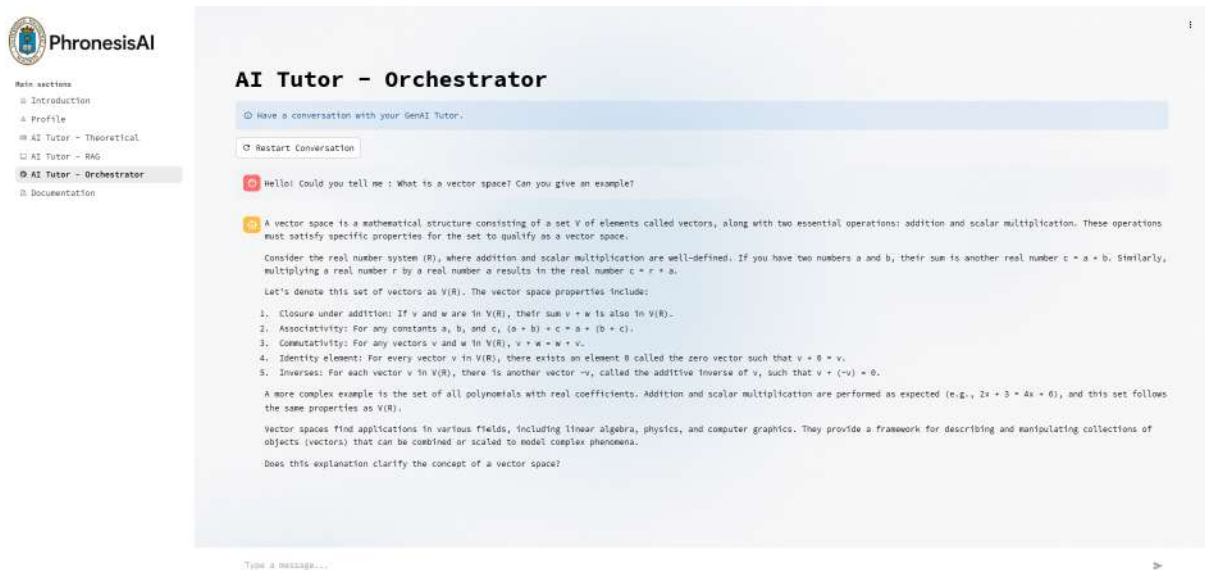 PhronesisAI
Main sections
Introduction
Profile
AI Tutor - Theoretical
AI Tutor - RAG
AI Tutor - Orchestrator
Documentation
AI Tutor - Orchestrator
Have a conversation with your GenAI Tutor.
Restart Conversation
Hello! Could you tell me : What is a vector space? Can you give an example?
A vector space is a mathematical structure consisting of a set V of elements called vectors, along with two essential operations: addition and scalar multiplication. These operations
must satisfy specific properties for the set to qualify as a vector space.
Consider the real number system (R), where addition and scalar multiplication are well-defined. If you have two numbers a and b, their sum is another real number c = a + b. Similarly,
multiplying a real number r by a real number a results in the real number c = r * a.
Let's denote this set of vectors as V(R). The vector space properties include:
1. Closure under addition: If v and w are in V(R), their sum v + w is also in V(R).
2. Associativity: For any constants a, b, and c, (a + b) + c = a + (b + c).
3. Commutativity: For any vectors v and w in V(R), v + w = w + v.
4. Identity element: For every vector v in V(R), there exists an element 0 called the zero vector such that v + 0 = v.
5. Inverses: For each vector v in V(R), there is another vector -v, called the additive inverse of v, such that v + (-v) = 0.
A more complex example is the set of all polynomials with real coefficients. Addition and scalar multiplication are performed as expected (e.g., 2x + 3 = 4x + 6), and this set follows
the same properties as V(R).
Vector spaces find applications in various fields, including linear algebra, physics, and computer graphics. They provide a framework for describing and manipulating collections of
objects (vectors) that can be combined or scaled to model complex phenomena.
Does this explanation clarify the concept of a vector space?
Type a message...